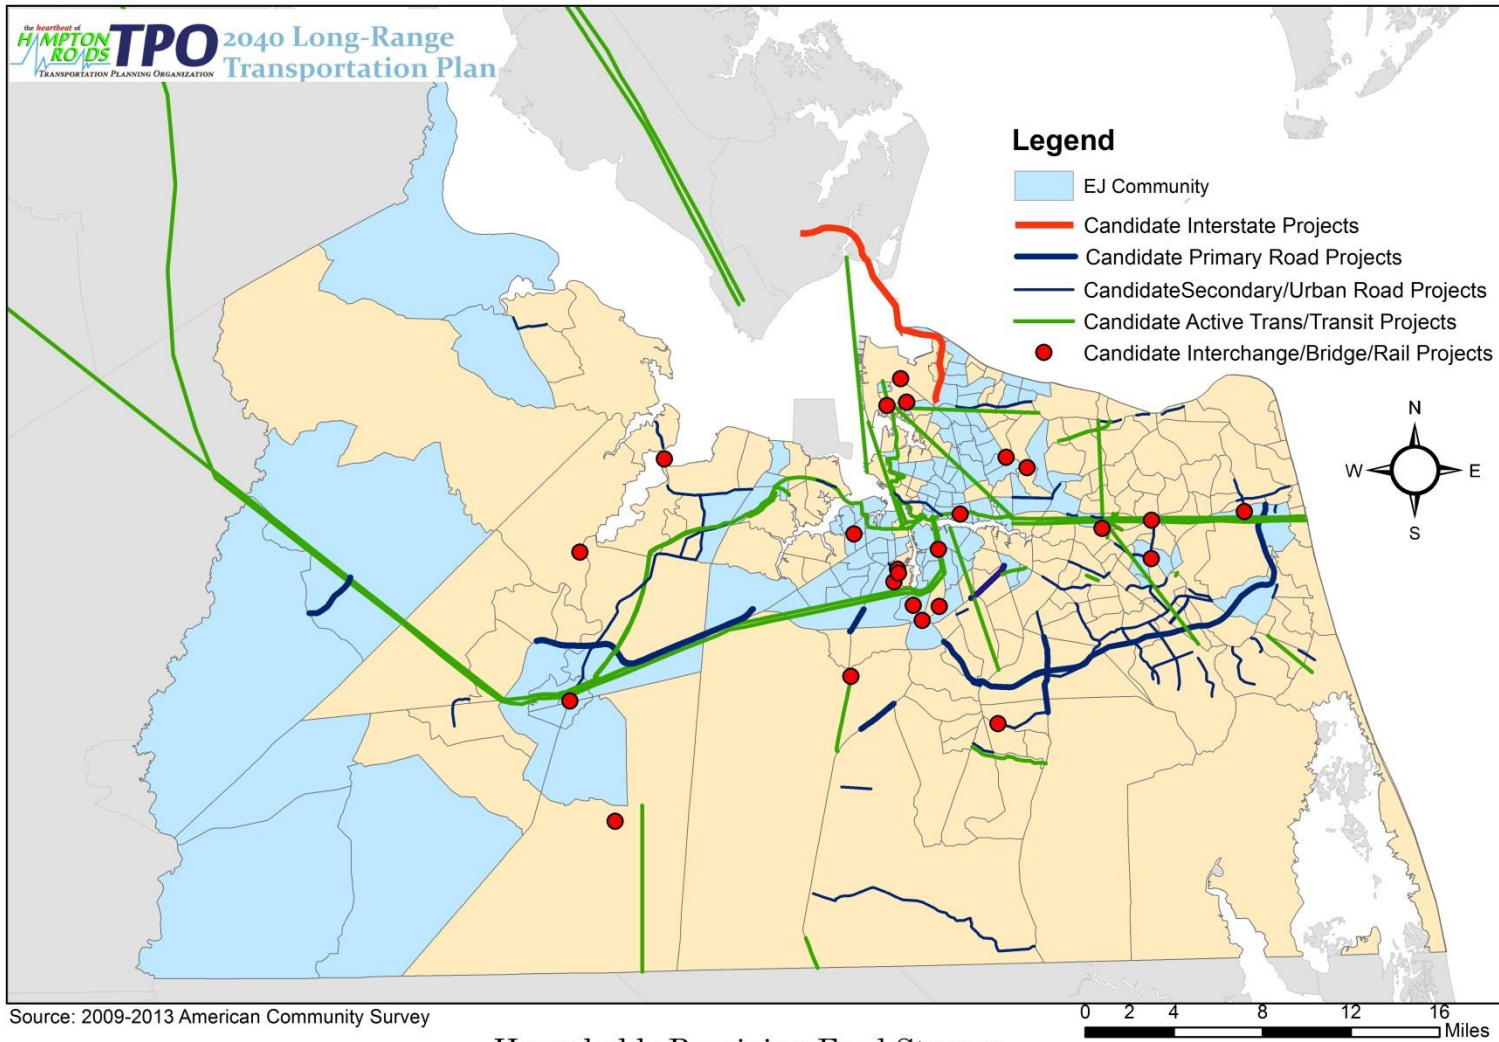 the heartbeat of
HAMPTON ROADS TPO
TRANSPORTATION PLANNING ORGANIZATION
2040 Long-Range
Transportation Plan
Legend
EJ Community
Candidate Interstate Projects
Candidate Primary Road Projects
CandidateSecondary/Urban Road Projects
Candidate Active Trans/Transit Projects
Candidate Interchange/Bridge/Rail Projects
N
W E
S
Source: 2009-2013 American Community Survey
0 2 4 8 12 16
Miles